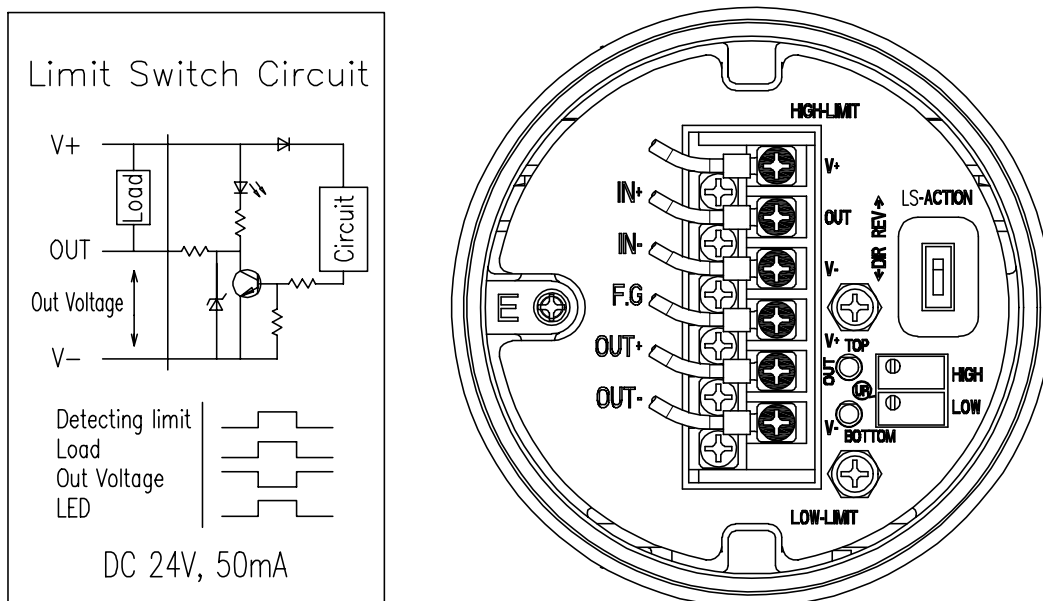 Limit Switch Circuit
V+
Load
OUT
Out Voltage
V-
Circuit
Detecting limit
Load
Out Voltage
LED
DC 24V, 50mA
HIGH-LIMIT
IN+
IN-
F.G
OUT+
OUT-
E
V+
OUT
V-
V+
OUT
V-
LOW-LIMIT
LS-ACTION
←DIR REV→
TOP
BOTTOM
HIGH
LOW